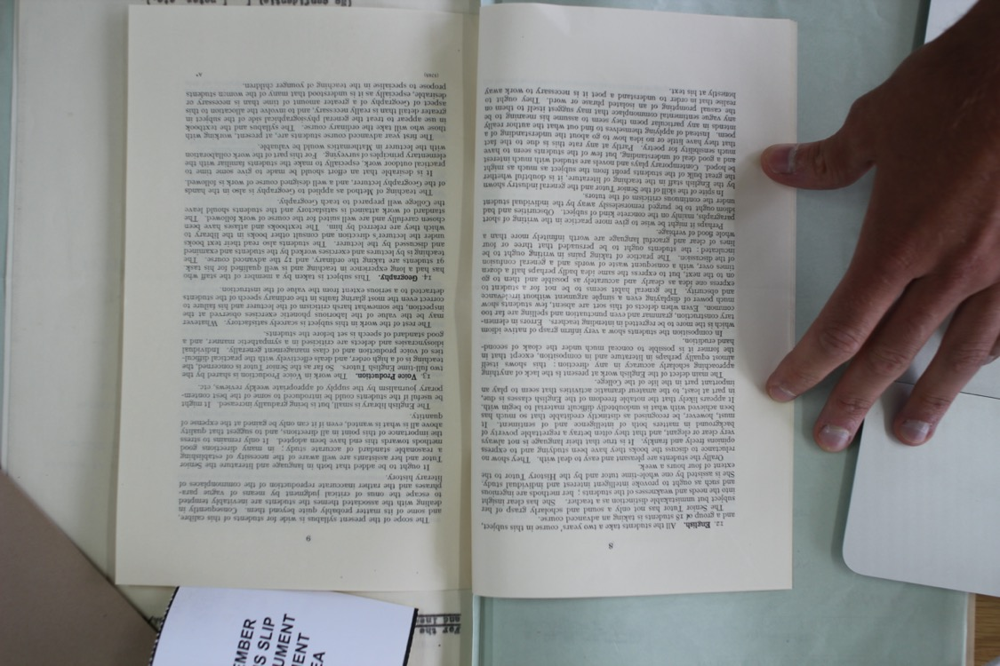 8
12. English. All the students take a two years' course in this subject,
and a group of 15 students is taking an advanced course.
The Senior Tutor has not only a sound and scholarly grasp of her
subject but unmistakable distinction as a teacher. She has clear insight
into the needs and weaknesses of the students; her methods are ingenious
and such as ought to provoke intelligent interest and individual study.
She is assisted by one whole-time tutor and by the History Tutor to the
extent of four hours a week.
Orally the students are pleasant and easy to deal with. They show no
reluctance to discuss the books they have been studying and to express
opinions freely and frankly. It is true that their language is not always
very clear or elegant, and that they often betray a regrettable poverty of
background in matters both of intelligence and of sentiment. It
must, however, be recognised as distinctly creditable that so much has
been achieved with what is undoubtedly difficult material to begin with.
It appears likely that the notable freedom of the English classes is due,
in part at least, to the amateur dramatic activities that seem to play an
important part in the life of the College.
The main defect of the English work at present is the lack of anything
approaching scholarly accuracy in any direction; this shows itself
almost equally perhaps in literature and in composition, except that in
the former it is possible to conceal much under the cloak of second-
hand erudition.
In composition the students show a very infirm grasp of native idiom
which is the more to be regretted in intending teachers. Errors in elemen-
tary construction, grammar and even punctuation and spelling are far too
common. Even when defects of this sort are absent, few students show
much power of displaying even a simple argument without irrelevance
and obscurity. The general habit seems to be not for a student to
express one idea as clearly and accurately as possible and then to go
on to the next, but to express the same idea badly perhaps half a dozen
times over, with a consequent waste of words and a general confusion
of the discussion. The practice of taking pains in writing ought to be
inculcated; the students ought to be persuaded that three or four
lines of clear and graceful language are worth infinitely more than a
whole flood of verbiage.
Perhaps it might be wise to give more practice in the writing of short
paragraphs, mainly on the concrete kind of subject. Obscurities and bad
idiom ought to be purged remorselessly away by the individual student
under the continuous criticism of the tutors.
In spite of the skill of the Senior Tutor and the general industry shown
by the English staff in the teaching of literature, it is doubtful whether
the great bulk of the students profit from the subject as much as might
be hoped. Contemporary plays and novels are studied with much interest
and a good deal of understanding, but few of the students seem to have
much sensibility for poetry. Partly at any rate this is due to the fact
that they have little or no idea how to go about the understanding of a
poem. Instead of applying themselves to find out what the author really
intends in any particular poem they seem to assume his meaning to be
any vague sentimental commonplace that may suggest itself to them on
the casual prompting of an isolated phrase or word. They ought to
realise that in order to understand a poet it is necessary to work away
honestly at his text.
9
The scope of the present syllabus is wide for students of this calibre,
and some of its matter probably quite beyond them. Consequently in
dealing with the associated themes the students are inevitably tempted
to escape the onus of critical judgment by means of vague para-
phrases and the rather inaccurate reproduction of the commonplaces of
literary history.
It ought to be added that both in language and literature the Senior
Tutor and her assistants are well aware of the necessity of establishing
a reasonable standard of accurate study; in many directions good
methods towards this end have been adopted. It only remains to stress
the importance of this point in all directions, and to suggest that quality
above all is what is wanted, even if it can only be gained at the expense of
quantity.
The English library is small, but is being gradually increased. It might
be useful if the students could be introduced to some of the best contem-
porary journalism by the supply of appropriate weekly reviews, etc.
13. Voice Production. The work in Voice Production is shared by the
two full-time English Tutors. So far as the Senior Tutor is concerned, the
teaching is of a high order, and deals effectively with the practical difficul-
ties of voice production and of class management generally. Individual
idiosyncrasies and defects are criticised in a sympathetic manner, and a
good standard of speech is set before the students.
The rest of the work in this subject is scarcely satisfactory. Whatever
may be the value of the laborious phonetic exercises observed at the
inspection, the somewhat harsh criticism of the lecturer and his failure to
correct even the most glaring faults in the ordinary speech of the students
detracted to a serious extent from the value of the instruction.
14. Geography. This subject is taken by a member of the staff who
has had a long experience in teaching and is well qualified for his task.
91 students are taking the ordinary, and 17 the advanced course. The
teaching is by lectures and exercises worked by the students and examined
and discussed by the lecturer. The students also read their text books
under the lecturer's direction and consult other books in the library to
which they are referred by him. The textbooks and atlases have been
chosen carefully and are well suited for the course of work followed. The
standard of work attained is satisfactory and the students should leave
the College well prepared to teach Geography.
The teaching of Method as applied to Geography is also in the hands
of the Geography lecturer, and a well designed course of work is followed.
It is desirable that an effort should be made to give some time to
practical outdoor work, especially to make the students familiar with the
elementary principles of surveying. For this part of the work collaboration
with the lecturer in Mathematics would be valuable.
The first year advanced course students are, at present, working with
those who will take the ordinary course. The syllabus and the textbook
in use appear to treat the general physiographical side of the subject in
greater detail than is really necessary, and to involve the allocation to this
aspect of Geography of a greater amount of time than is necessary or
desirable, especially as it is understood that many of the women students
propose to specialise in the teaching of younger children.
EMBER
S SLIP
UMENT
MENT
EA
For the
and